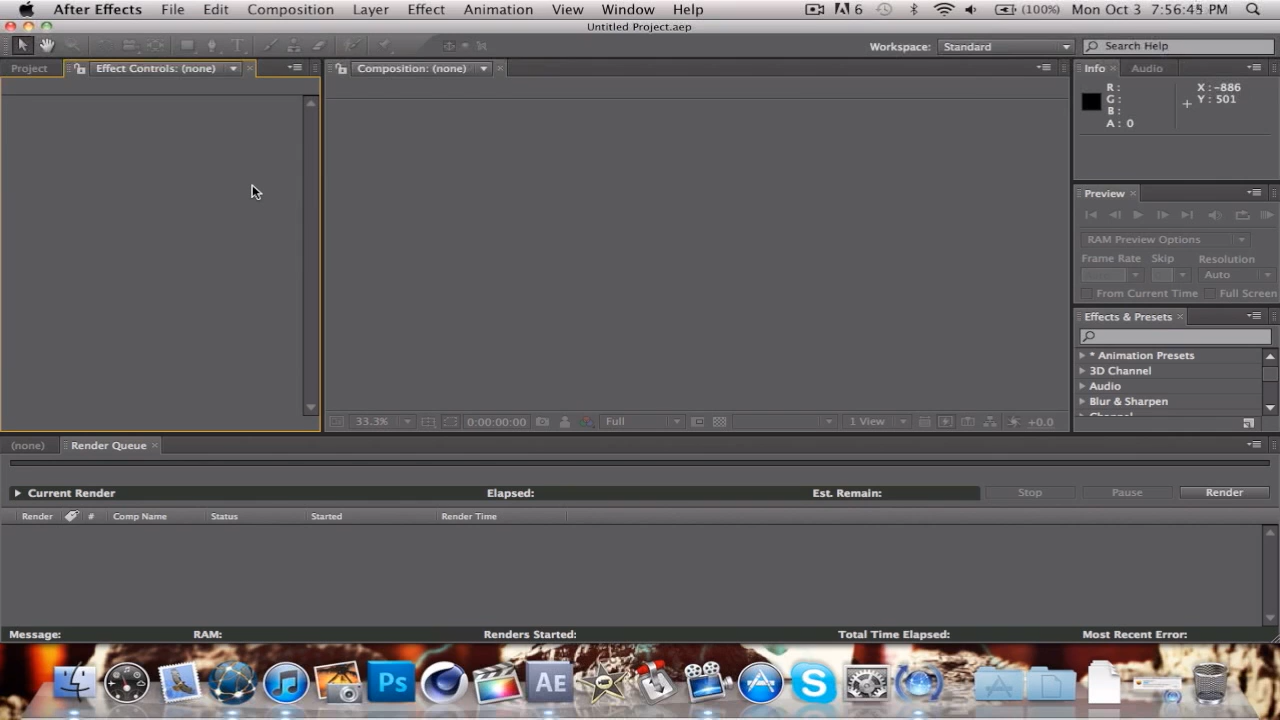 After Effects File Edit Composition Layer Effect Animation View Window Help 6 (100%) Mon Oct 3 7:56:45 PM
Untitled Project.aep
Workspace: Standard Search Help
Project Effect Controls: (none) Composition: (none) Info Audio
R: X: -886
G: Y: 501
B:
A: 0
Preview
RAM Preview Options
Frame Rate Skip Resolution
Auto
From Current Time Full Screen
Effects & Presets
* Animation Presets
3D Channel
Audio
Blur & Sharpen
Channel
33.3% 0:00:00:00 Full 1 View +0.0
(none) Render Queue
Current Render Elapsed: Est. Remain: Stop Pause Render
Render # Comp Name Status Started Render Time
Message: RAM: Renders Started: Total Time Elapsed: Most Recent Error:
Ps AE